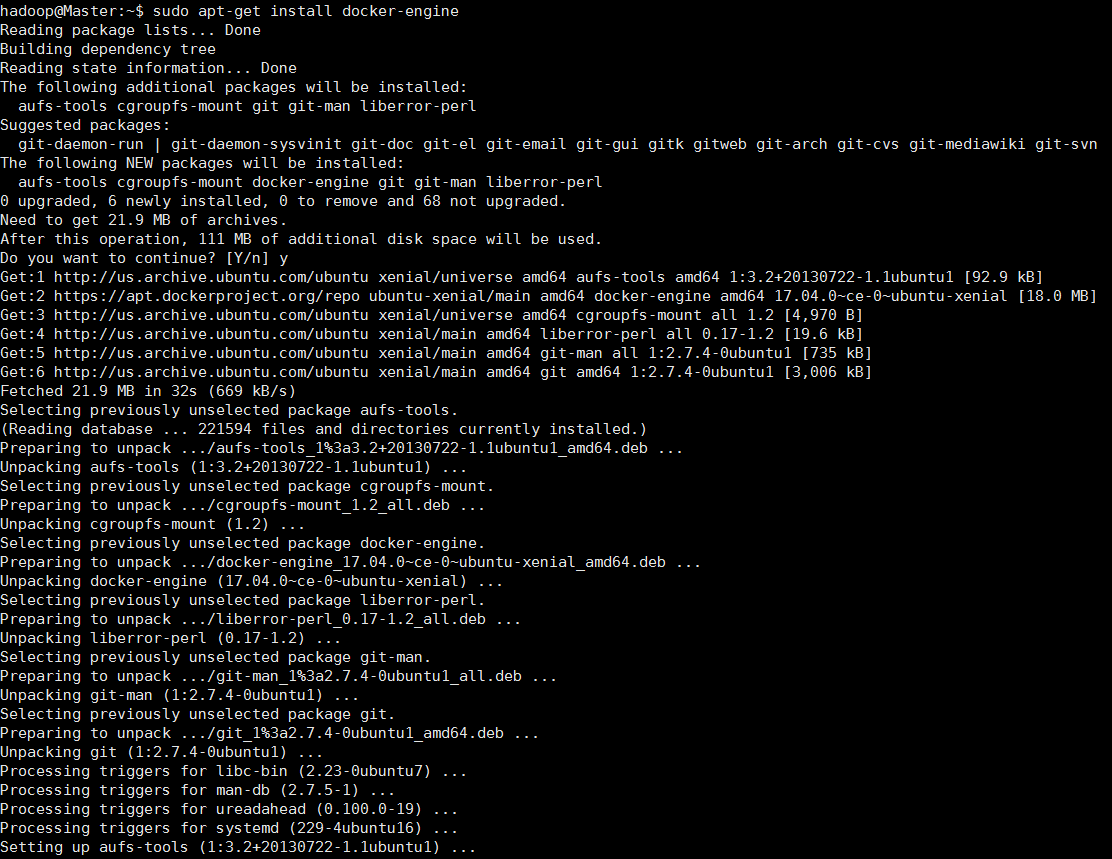 hadoop@Master:~$ sudo apt-get install docker-engine
Reading package lists... Done
Building dependency tree
Reading state information... Done
The following additional packages will be installed:
  aufs-tools cgroupfs-mount git git-man liberror-perl
Suggested packages:
  git-daemon-run | git-daemon-sysvinit git-doc git-el git-email git-gui gitk gitweb git-arch git-cvs git-mediawiki git-svn
The following NEW packages will be installed:
  aufs-tools cgroupfs-mount docker-engine git git-man liberror-perl
0 upgraded, 6 newly installed, 0 to remove and 68 not upgraded.
Need to get 21.9 MB of archives.
After this operation, 111 MB of additional disk space will be used.
Do you want to continue? [Y/n] y
Get:1 http://us.archive.ubuntu.com/ubuntu xenial/universe amd64 aufs-tools amd64 1:3.2+20130722-1.1ubuntu1 [92.9 kB]
Get:2 https://apt.dockerproject.org/repo ubuntu-xenial/main amd64 docker-engine amd64 17.04.0~ce-0~ubuntu-xenial [18.0 MB]
Get:3 http://us.archive.ubuntu.com/ubuntu xenial/universe amd64 cgroupfs-mount all 1.2 [4,970 B]
Get:4 http://us.archive.ubuntu.com/ubuntu xenial/main amd64 liberror-perl all 0.17-1.2 [19.6 kB]
Get:5 http://us.archive.ubuntu.com/ubuntu xenial/main amd64 git-man all 1:2.7.4-0ubuntu1 [735 kB]
Get:6 http://us.archive.ubuntu.com/ubuntu xenial/main amd64 git amd64 1:2.7.4-0ubuntu1 [3,006 kB]
Fetched 21.9 MB in 32s (669 kB/s)
Selecting previously unselected package aufs-tools.
(Reading database ... 221594 files and directories currently installed.)
Preparing to unpack .../aufs-tools_1%3a3.2+20130722-1.1ubuntu1_amd64.deb ...
Unpacking aufs-tools (1:3.2+20130722-1.1ubuntu1) ...
Selecting previously unselected package cgroupfs-mount.
Preparing to unpack .../cgroupfs-mount_1.2_all.deb ...
Unpacking cgroupfs-mount (1.2) ...
Selecting previously unselected package docker-engine.
Preparing to unpack .../docker-engine_17.04.0~ce-0~ubuntu-xenial_amd64.deb ...
Unpacking docker-engine (17.04.0~ce-0~ubuntu-xenial) ...
Selecting previously unselected package liberror-perl.
Preparing to unpack .../liberror-perl_0.17-1.2_all.deb ...
Unpacking liberror-perl (0.17-1.2) ...
Selecting previously unselected package git-man.
Preparing to unpack .../git-man_1%3a2.7.4-0ubuntu1_all.deb ...
Unpacking git-man (1:2.7.4-0ubuntu1) ...
Selecting previously unselected package git.
Preparing to unpack .../git_1%3a2.7.4-0ubuntu1_amd64.deb ...
Unpacking git (1:2.7.4-0ubuntu1) ...
Processing triggers for libc-bin (2.23-0ubuntu7) ...
Processing triggers for man-db (2.7.5-1) ...
Processing triggers for ureadahead (0.100.0-19) ...
Processing triggers for systemd (229-4ubuntu16) ...
Setting up aufs-tools (1:3.2+20130722-1.1ubuntu1) ...